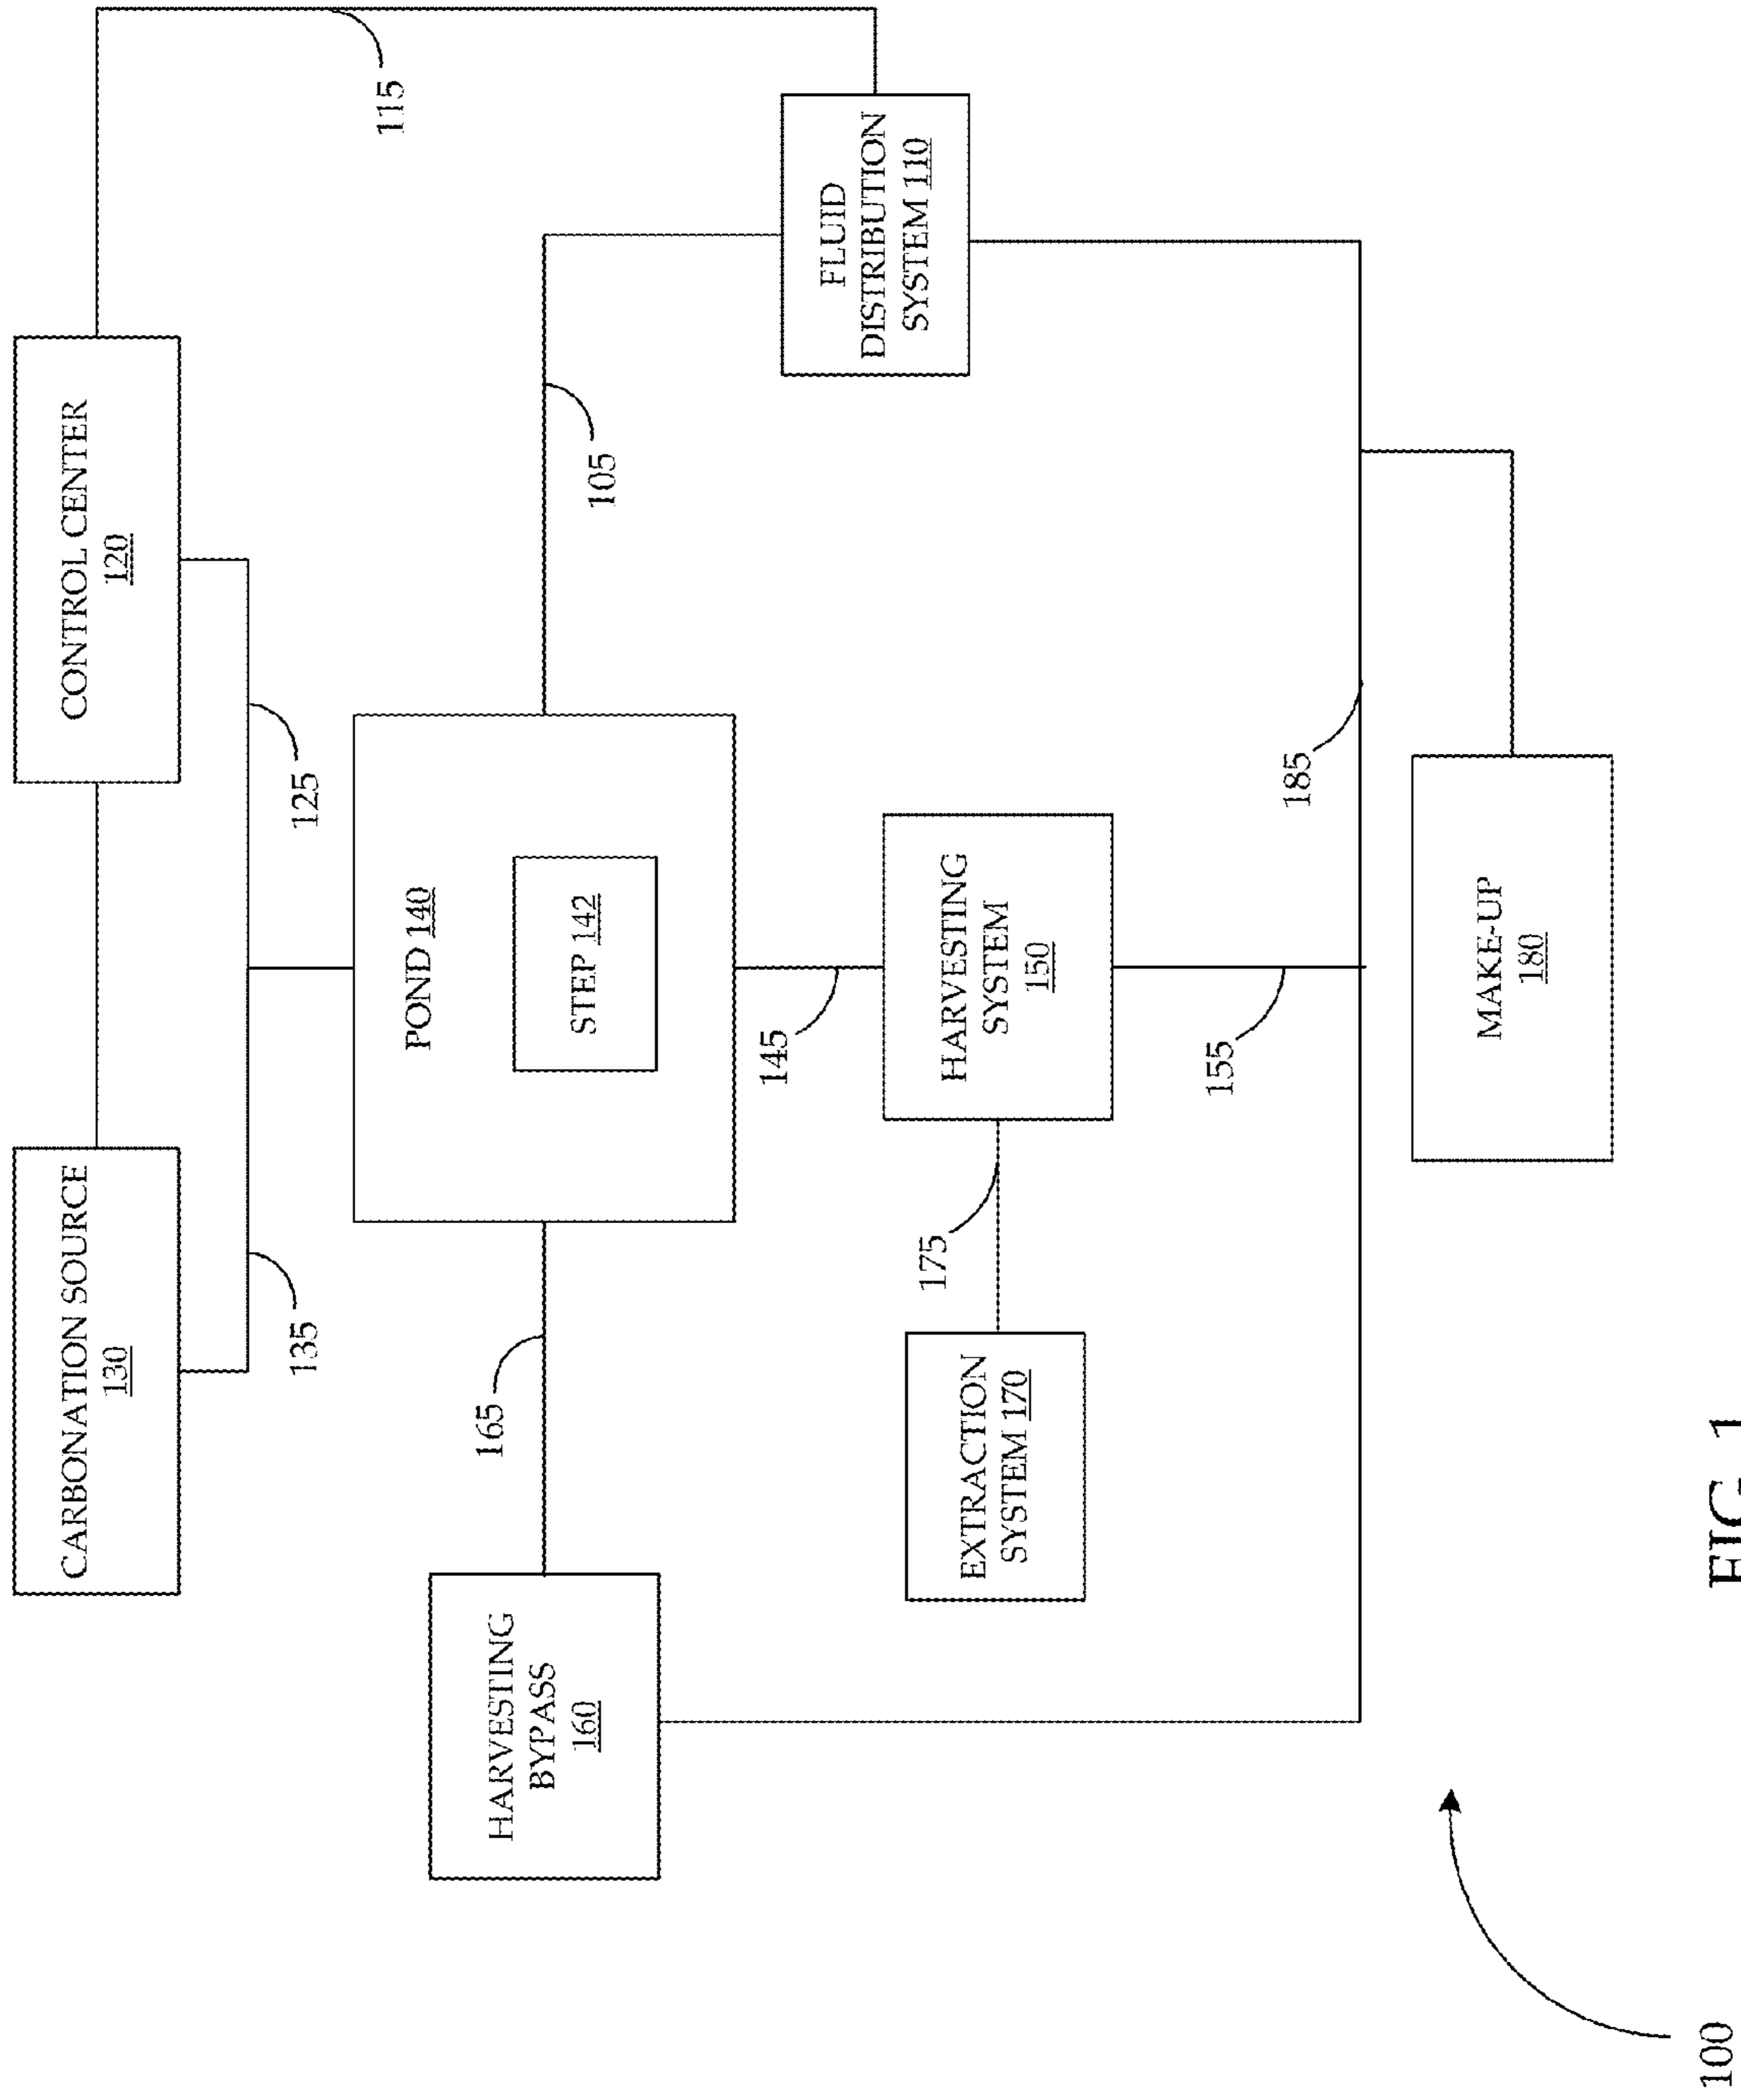 CARBONATION SOURCE
130
CONTROL CENTER
120
115
135
125
165
POND 140
STEP 142
105
HARVESTING
BYPASS
160
145
175
EXTRACTION
SYSTEM 170
HARVESTING
SYSTEM
150
FLUID
DISTRIBUTION
SYSTEM 110
155
185
MAKE-UP
180
100
FIG. 1